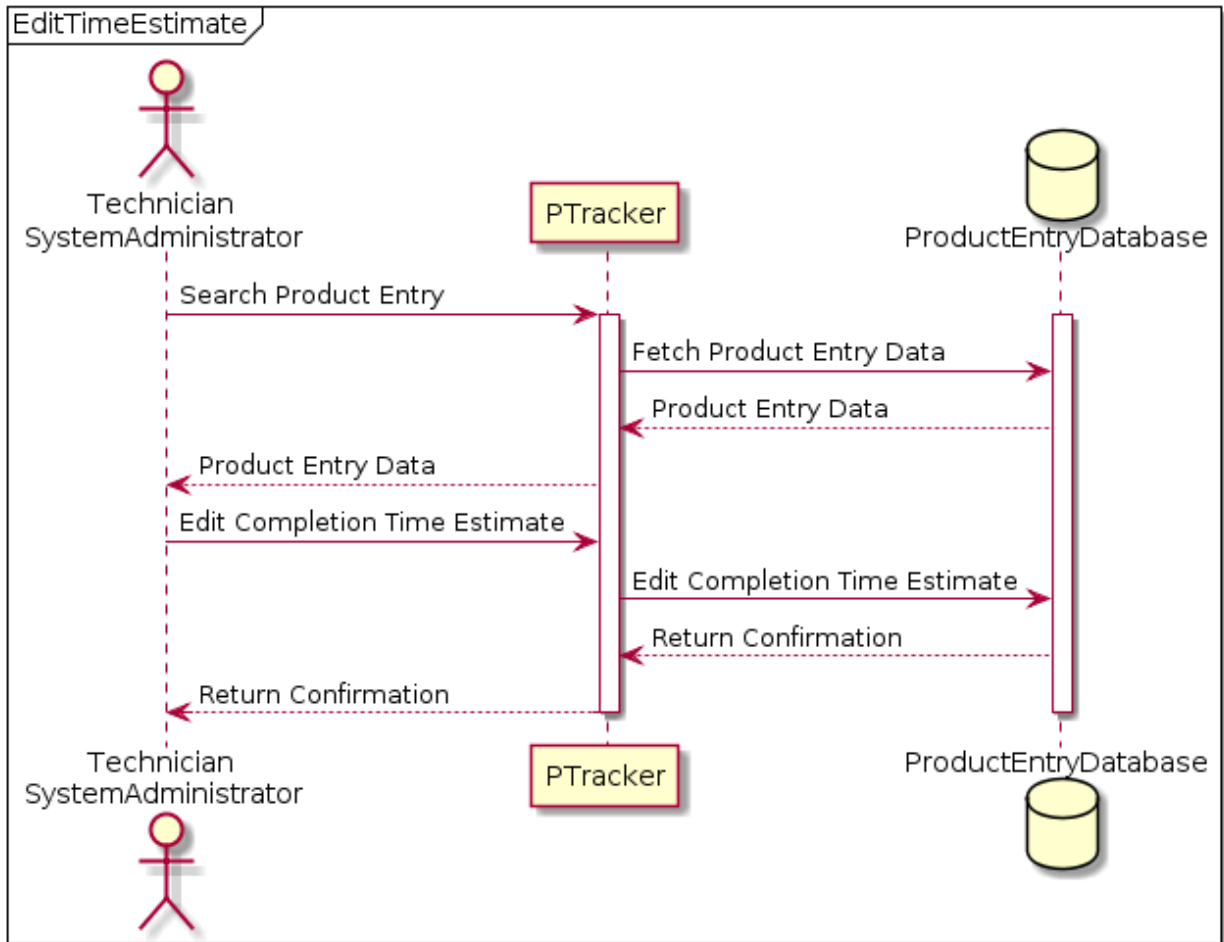 EditTimeEstimate
Technician
SystemAdministrator
PTracker
ProductEntryDatabase
Search Product Entry
Fetch Product Entry Data
Product Entry Data
Product Entry Data
Edit Completion Time Estimate
Edit Completion Time Estimate
Return Confirmation
Return Confirmation
Technician
SystemAdministrator
PTracker
ProductEntryDatabase